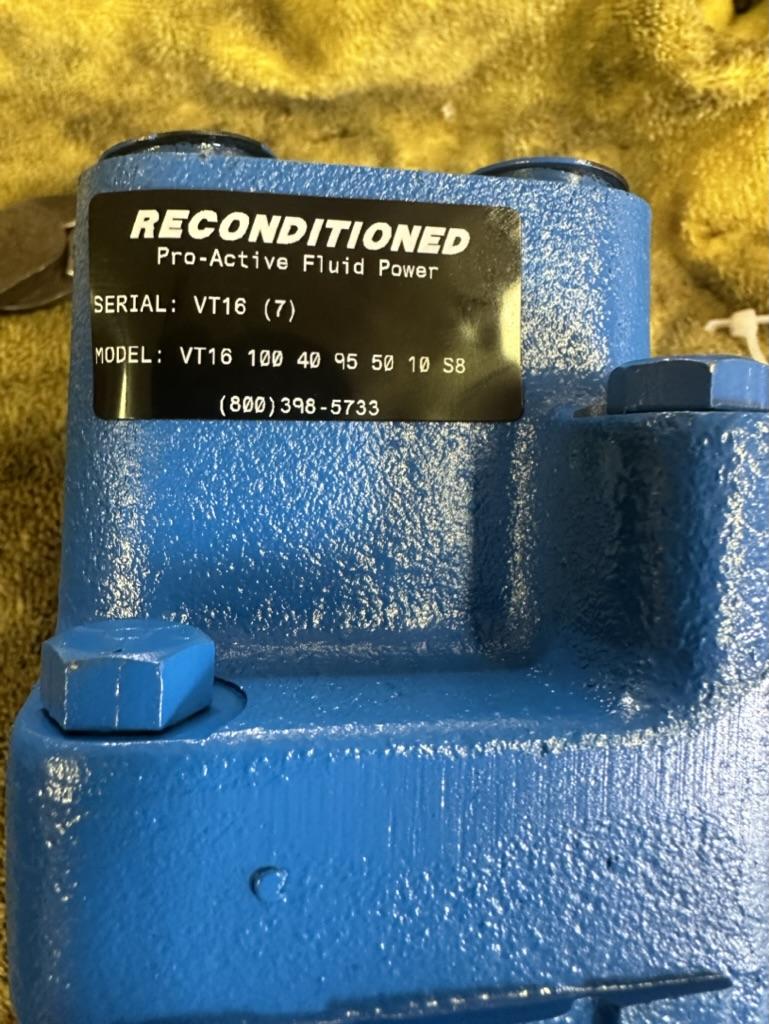 RECONDITIONED
Pro-Active Fluid Power
SERIAL: VT16 (7)
MODEL: VT16 100 40 95 50 10 S8
(800)398-5733